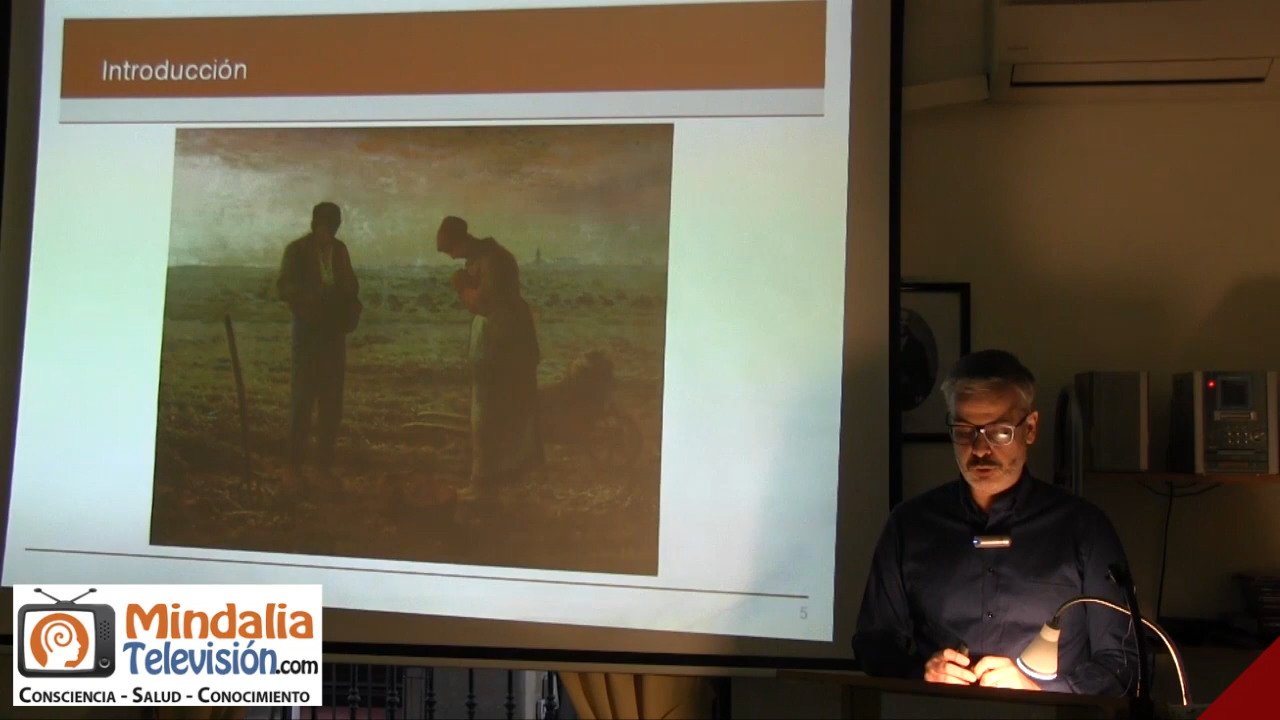 Introducción
5
Mindalia
Televisión.com
CONSCIENCIA - SALUD - CONOCIMIENTO